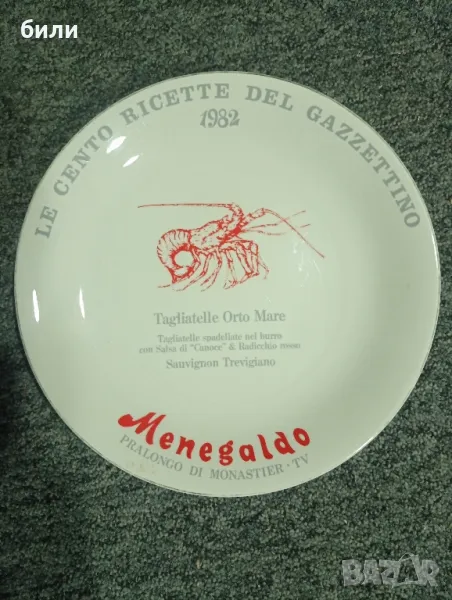 били
LE CENTO RICETTE DEL GAZZETTINO
1982
Tagliatelle Orto Mare
Tagliatelle spadellate nel burro
con Salsa di "Canoce" & Radicchio rosso
Sauvignon Trevigiano
Menegaldo
PRALONGO DI MONASTIER - TV
BAZAR